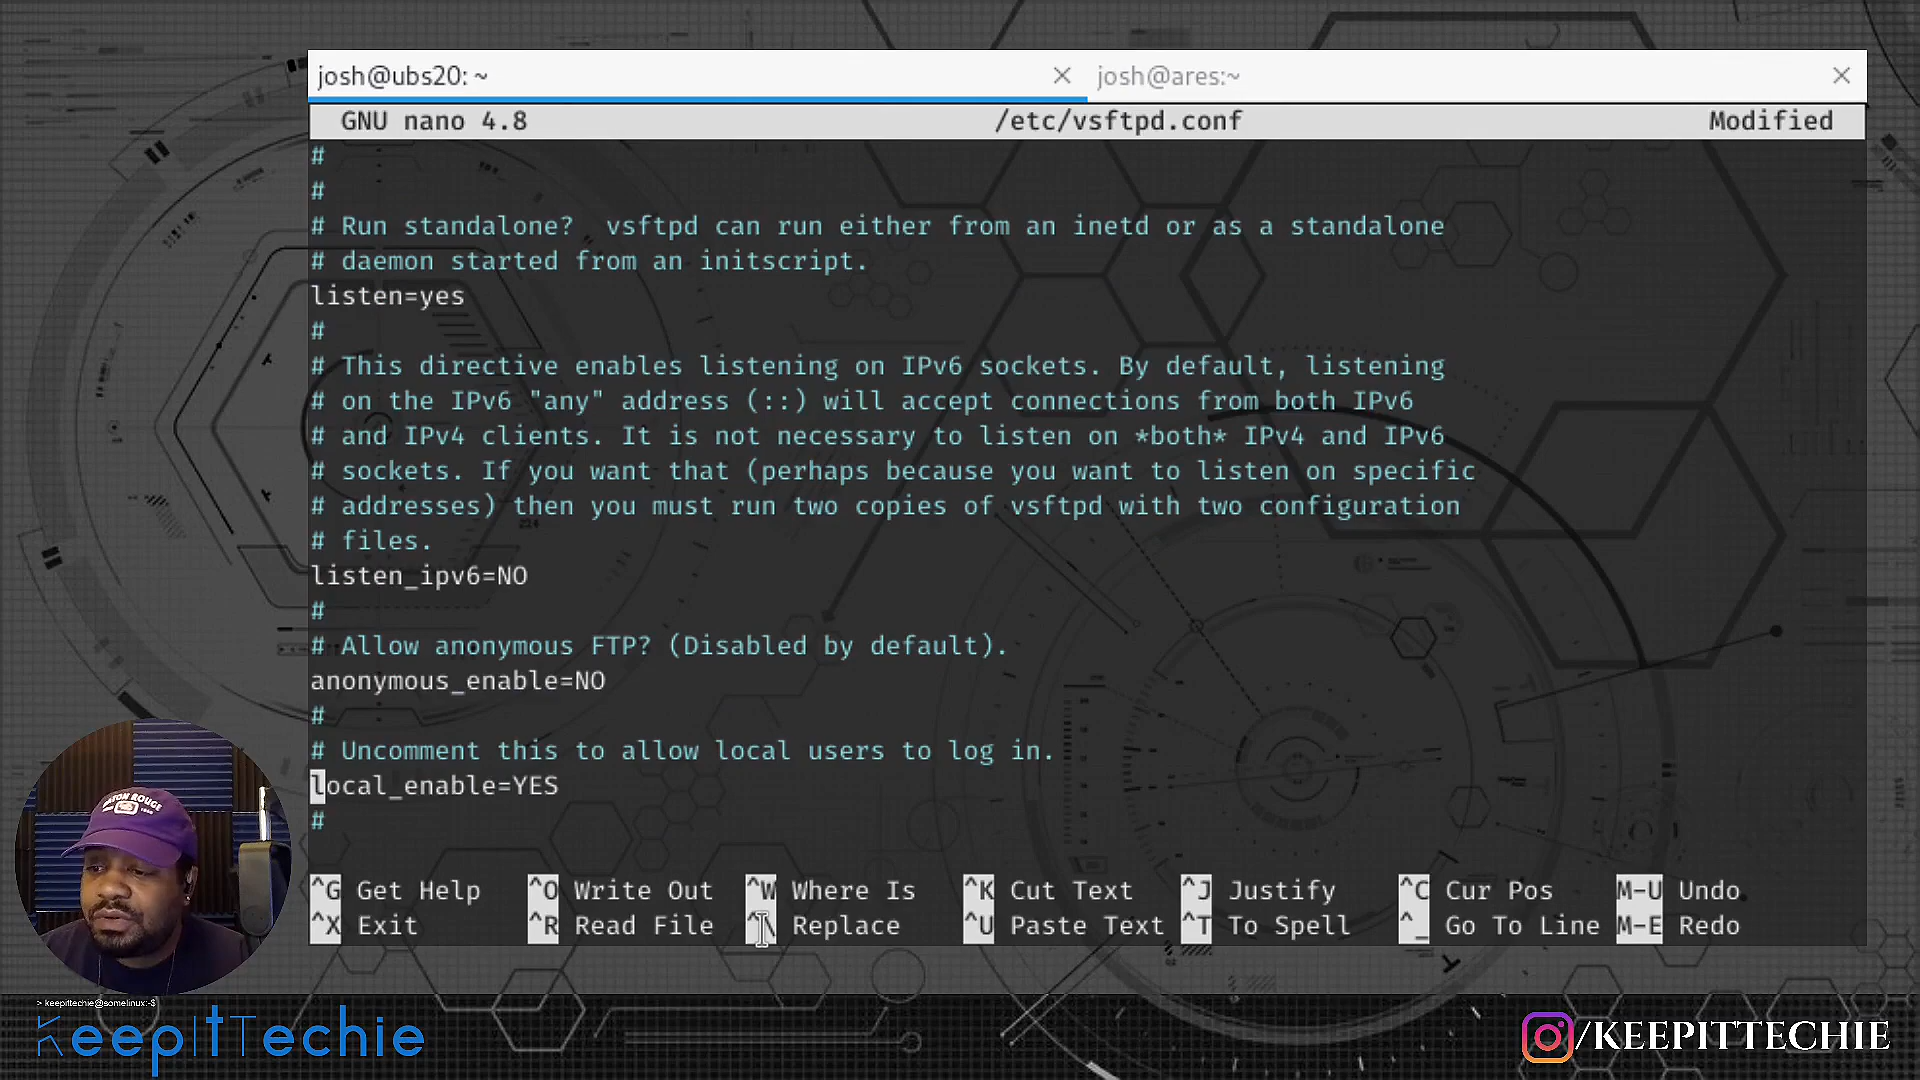 josh@ubs20: ~
josh@ares:~
GNU nano 4.8 /etc/vsftpd.conf Modified
#
#
# Run standalone?  vsftpd can run either from an inetd or as a standalone
# daemon started from an initscript.
listen=yes
#
# This directive enables listening on IPv6 sockets. By default, listening
# on the IPv6 "any" address (::) will accept connections from both IPv6
# and IPv4 clients. It is not necessary to listen on *both* IPv4 and IPv6
# sockets. If you want that (perhaps because you want to listen on specific
# addresses) then you must run two copies of vsftpd with two configuration
# files.
listen_ipv6=NO
#
# Allow anonymous FTP? (Disabled by default).
anonymous_enable=NO
#
# Uncomment this to allow local users to log in.
local_enable=YES
#
^G Get Help ^O Write Out ^W Where Is ^K Cut Text ^J Justify ^C Cur Pos M-U Undo
^X Exit ^R Read File ^\ Replace ^U Paste Text ^T To Spell ^_ Go To Line M-E Redo
BATON ROUGE
> keepittechie@somelinux:~$
KeepItTechie
/KEEPITTECHIE